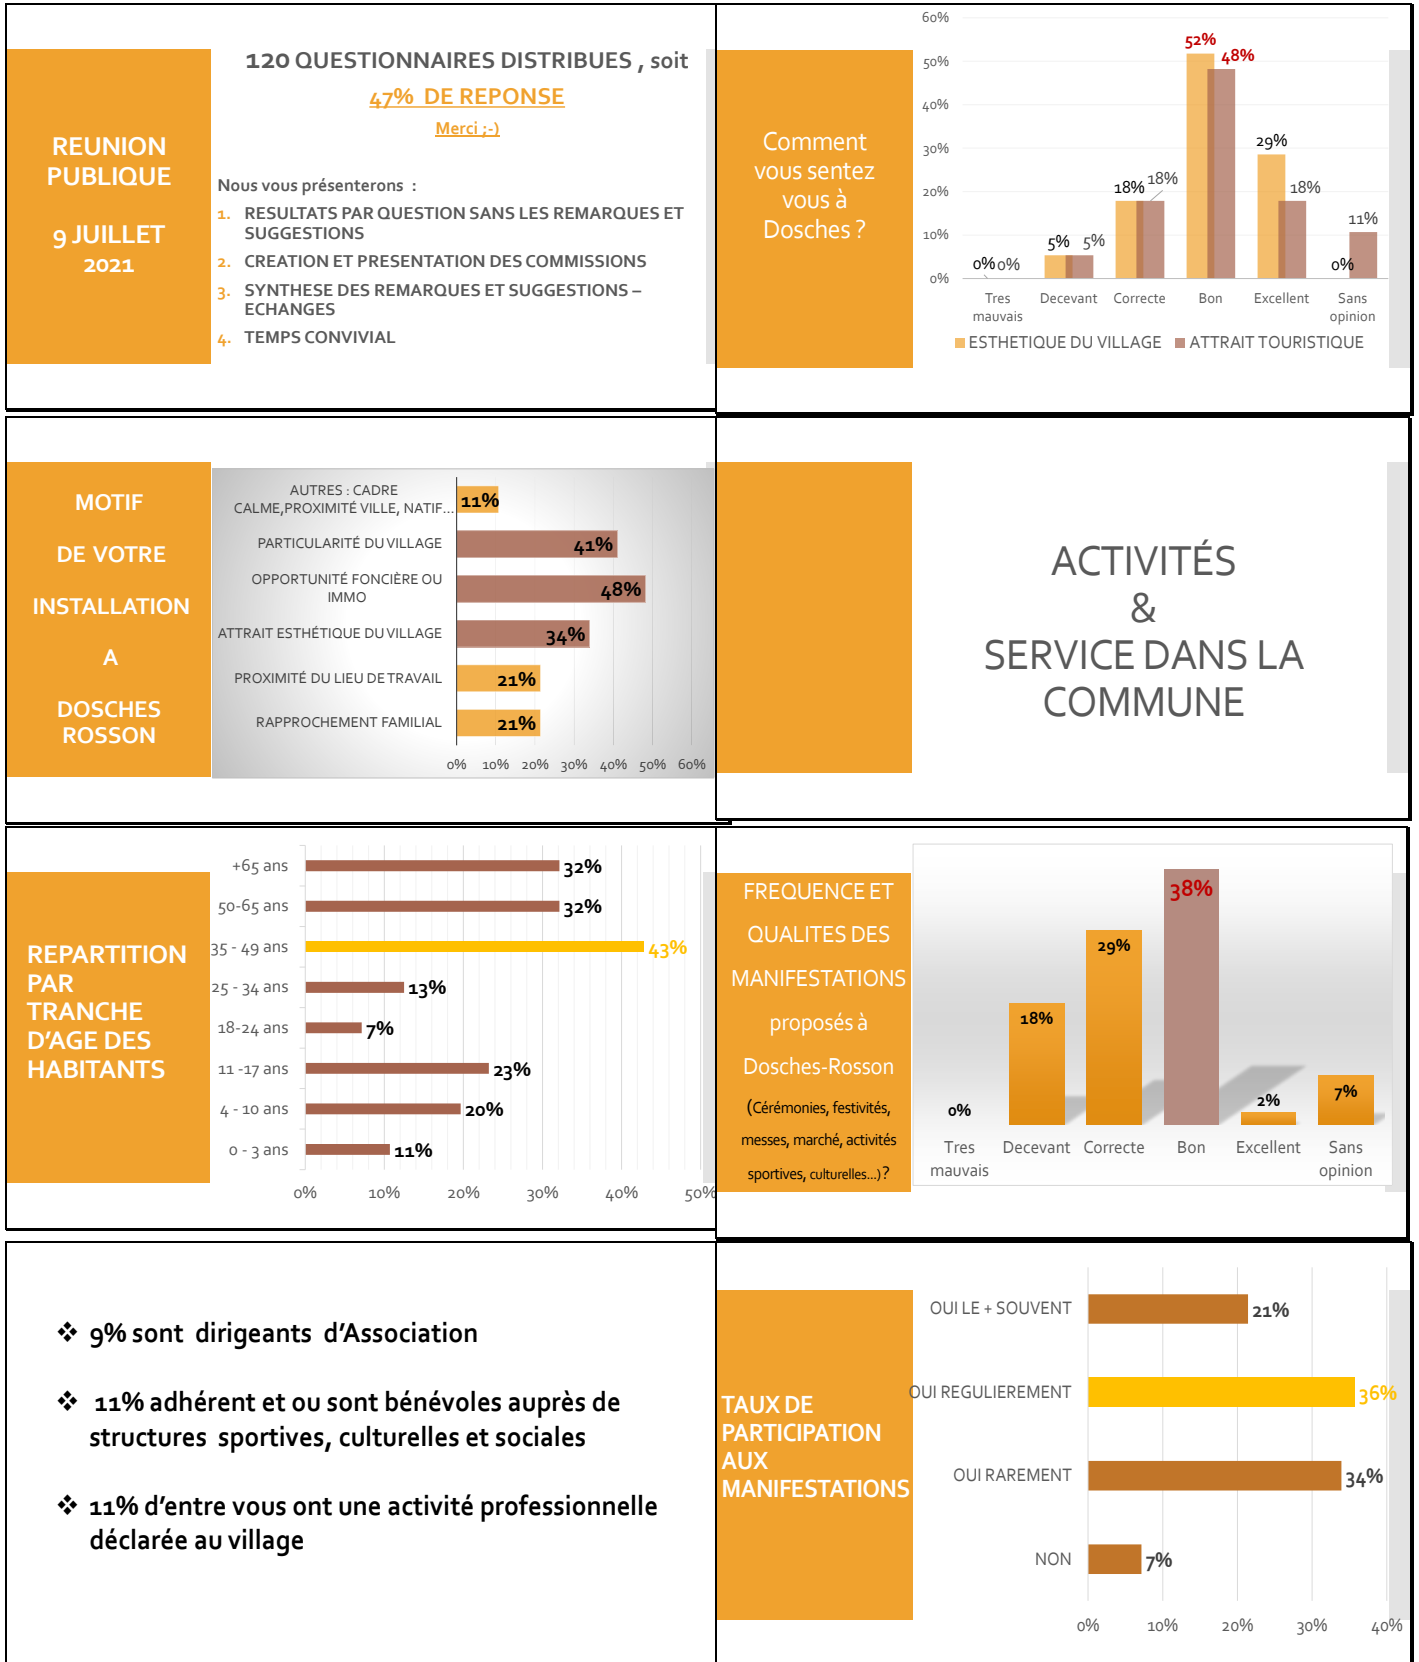 REUNION
PUBLIQUE
9 JUILLET
2021
120 QUESTIONNAIRES DISTRIBUES , soit
47% DE REPONSE
Merci ;-)
Nous vous présenterons :
1. RESULTATS PAR QUESTION SANS LES REMARQUES ET
SUGGESTIONS
2. CREATION ET PRESENTATION DES COMMISSIONS
3. SYNTHESE DES REMARQUES ET SUGGESTIONS –
ECHANGES
4. TEMPS CONVIVIAL
Comment
vous sentez
vous à
Dosches ?
60%
50%
40%
30%
20%
10%
0%
0% 0%
5% 5%
18% 18%
52% 48%
29% 18%
0% 11%
Tres
mauvais
Decevant
Correcte
Bon
Excellent
Sans
opinion
ESTHETIQUE DU VILLAGE
ATTRAIT TOURISTIQUE
MOTIF
DE VOTRE
INSTALLATION
A
DOSCHES
ROSSON
AUTRES : CADRE
CALME,PROXIMITÉ VILLE, NATIF...
11%
PARTICULARITÉ DU VILLAGE
41%
OPPORTUNITÉ FONCIÈRE OU
IMMO
48%
ATTRAIT ESTHÉTIQUE DU VILLAGE
34%
PROXIMITÉ DU LIEU DE TRAVAIL
21%
RAPPROCHEMENT FAMILIAL
21%
0% 10% 20% 30% 40% 50% 60%
ACTIVITÉS
&
SERVICE DANS LA
COMMUNE
REPARTITION
PAR
TRANCHE
D'AGE DES
HABITANTS
+65 ans 32%
50-65 ans 32%
35 - 49 ans 43%
25 - 34 ans 13%
18-24 ans 7%
11 -17 ans 23%
4 - 10 ans 20%
0 - 3 ans 11%
0% 10% 20% 30% 40% 50%
FREQUENCE ET
QUALITES DES
MANIFESTATIONS
proposés à
Dosches-Rosson
(Cérémonies, festivités,
messes, marché, activités
sportives, culturelles...) ?
0%
18%
29%
38%
2%
7%
Tres
mauvais
Decevant
Correcte
Bon
Excellent
Sans
opinion
❖ 9% sont dirigeants d'Association
❖ 11% adhérent et ou sont bénévoles auprès de
structures sportives, culturelles et sociales
❖ 11% d'entre vous ont une activité professionnelle
déclarée au village
TAUX DE
PARTICIPATION
AUX
MANIFESTATIONS
OUI LE + SOUVENT 21%
OUI REGULIEREMENT 36%
OUI RAREMENT 34%
NON 7%
0% 10% 20% 30% 40%